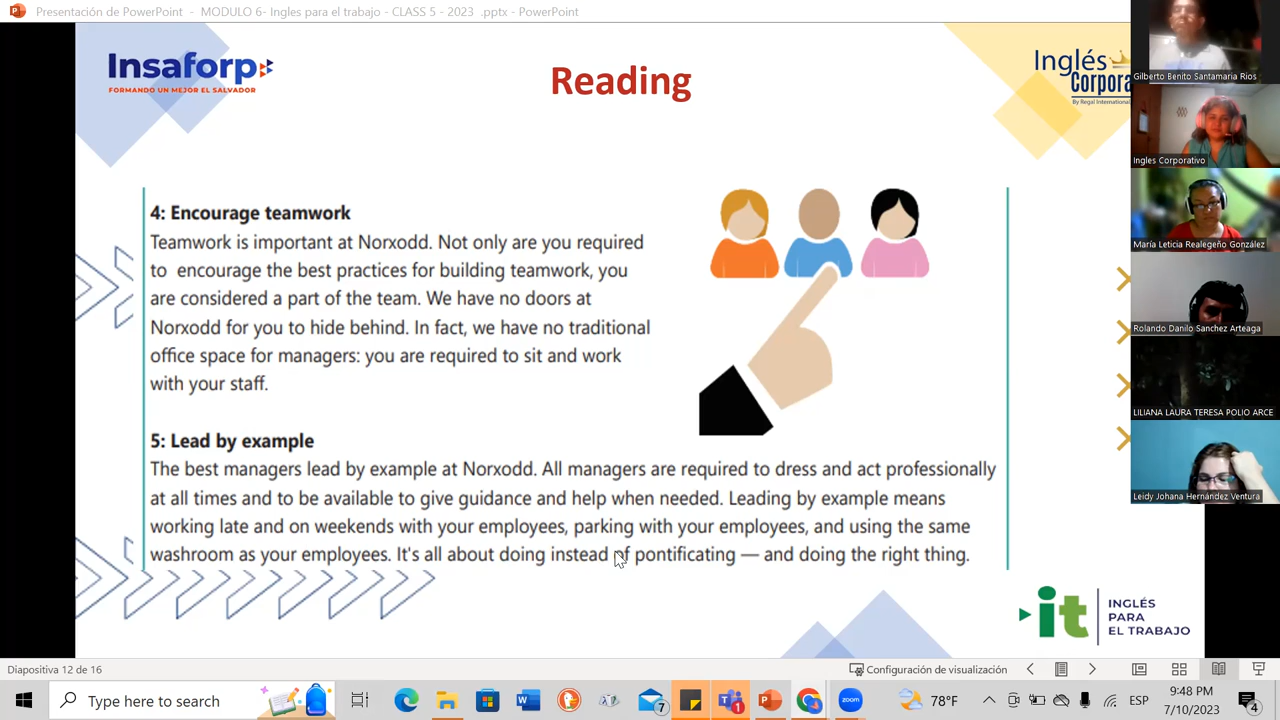 Presentación de PowerPoint - MODULO 6- Ingles para el trabajo - CLASS 5 - 2023 .pptx - PowerPoint
Insaforp
FORMANDO UN MEJOR EL SALVADOR
Reading
Inglés
Corpora
By Regal International
4: Encourage teamwork
Teamwork is important at Norxodd. Not only are you required
to encourage the best practices for building teamwork, you
are considered a part of the team. We have no doors at
Norxodd for you to hide behind. In fact, we have no traditional
office space for managers: you are required to sit and work
with your staff.
5: Lead by example
The best managers lead by example at Norxodd. All managers are required to dress and act professionally
at all times and to be available to give guidance and help when needed. Leading by example means
working late and on weekends with your employees, parking with your employees, and using the same
washroom as your employees. It's all about doing instead of pontificating — and doing the right thing.
it
INGLÉS
PARA
EL TRABAJO
Gilberto Benito Santamaria Rios
Ingles Corporativo
María Leticia Realegeño González
Rolando Danilo Sanchez Arteaga
LILIANA LAURA TERESA POLIO ARCE
Leidy Johana Hernández Ventura
Diapositiva 12 de 16
Configuración de visualización
Type here to search
7
1
78°F
ESP
9:48 PM
7/10/2023
4